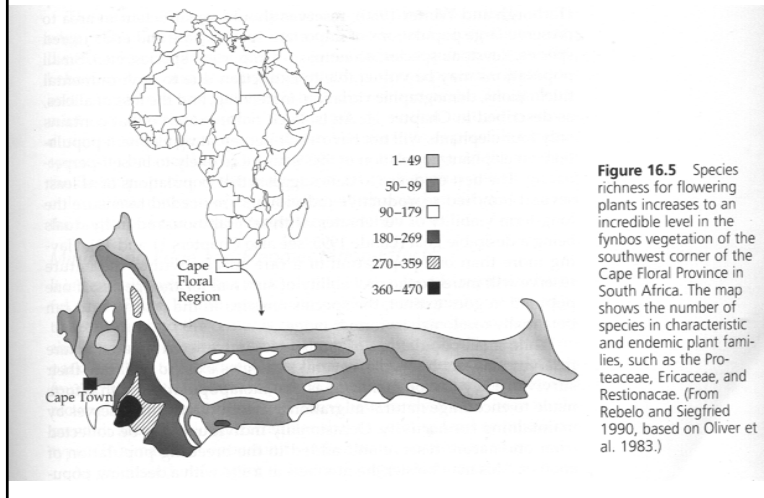 1–49
50–89
90–179
180–269
270–359
360–470
Cape
Floral
Region
Cape Town
Figure 16.5 Species
richness for flowering
plants increases to an
incredible level in the
fynbos vegetation of the
southwest corner of the
Cape Floral Province in
South Africa. The map
shows the number of
species in characteristic
and endemic plant fami-
lies, such as the Pro-
teaceae, Ericaceae, and
Restionacae. (From
Rebelo and Siegfried
1990, based on Oliver et
al. 1983.)